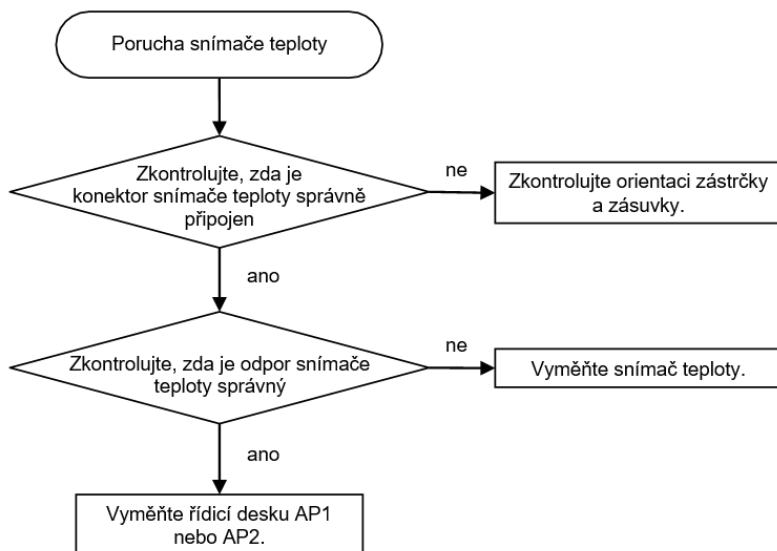 Porucha snímače teploty
Zkontrolujte, zda je
konektor snímače teploty správně
připojen
ne
Zkontrolujte orientaci zástrčky
a zásuvky.
ano
Zkontrolujte, zda je odpor snímače
teploty správný
ne
Vyměňte snímač teploty.
ano
Vyměňte řídicí desku AP1
nebo AP2.